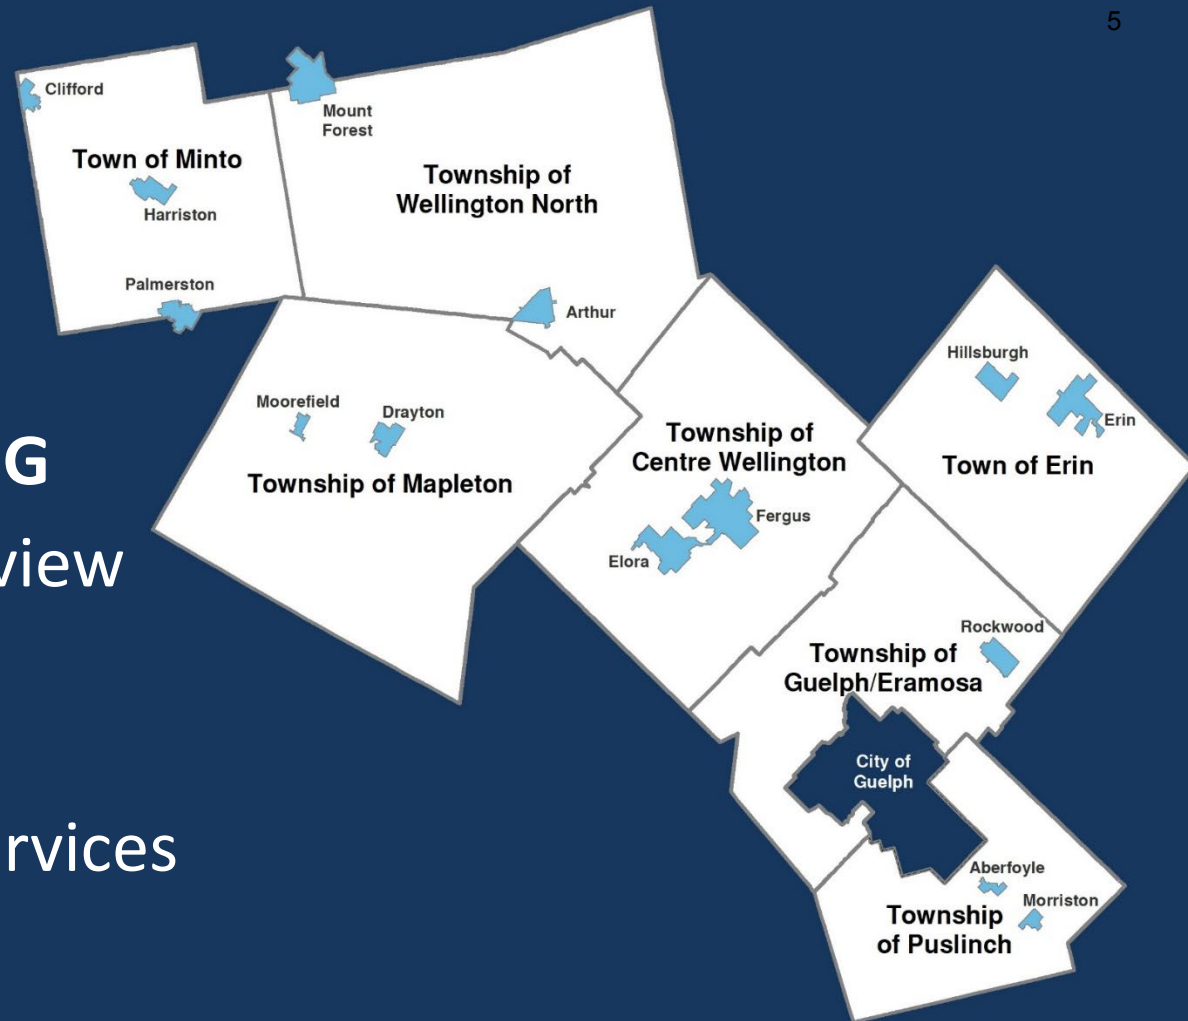 5
Clifford
Mount
Forest
Town of Minto
Township of
Wellington North
Harriston
Palmerston
Arthur
Hillsburgh
Erin
Moorefield
Drayton
Township of
Centre Wellington
Town of Erin
G
Township of Mapleton
Fergus
view
Elora
Rockwood
Township of
Guelph/Eramosa
City of
Guelph
rvices
Aberfoyle
Morriston
Township
of Puslinch